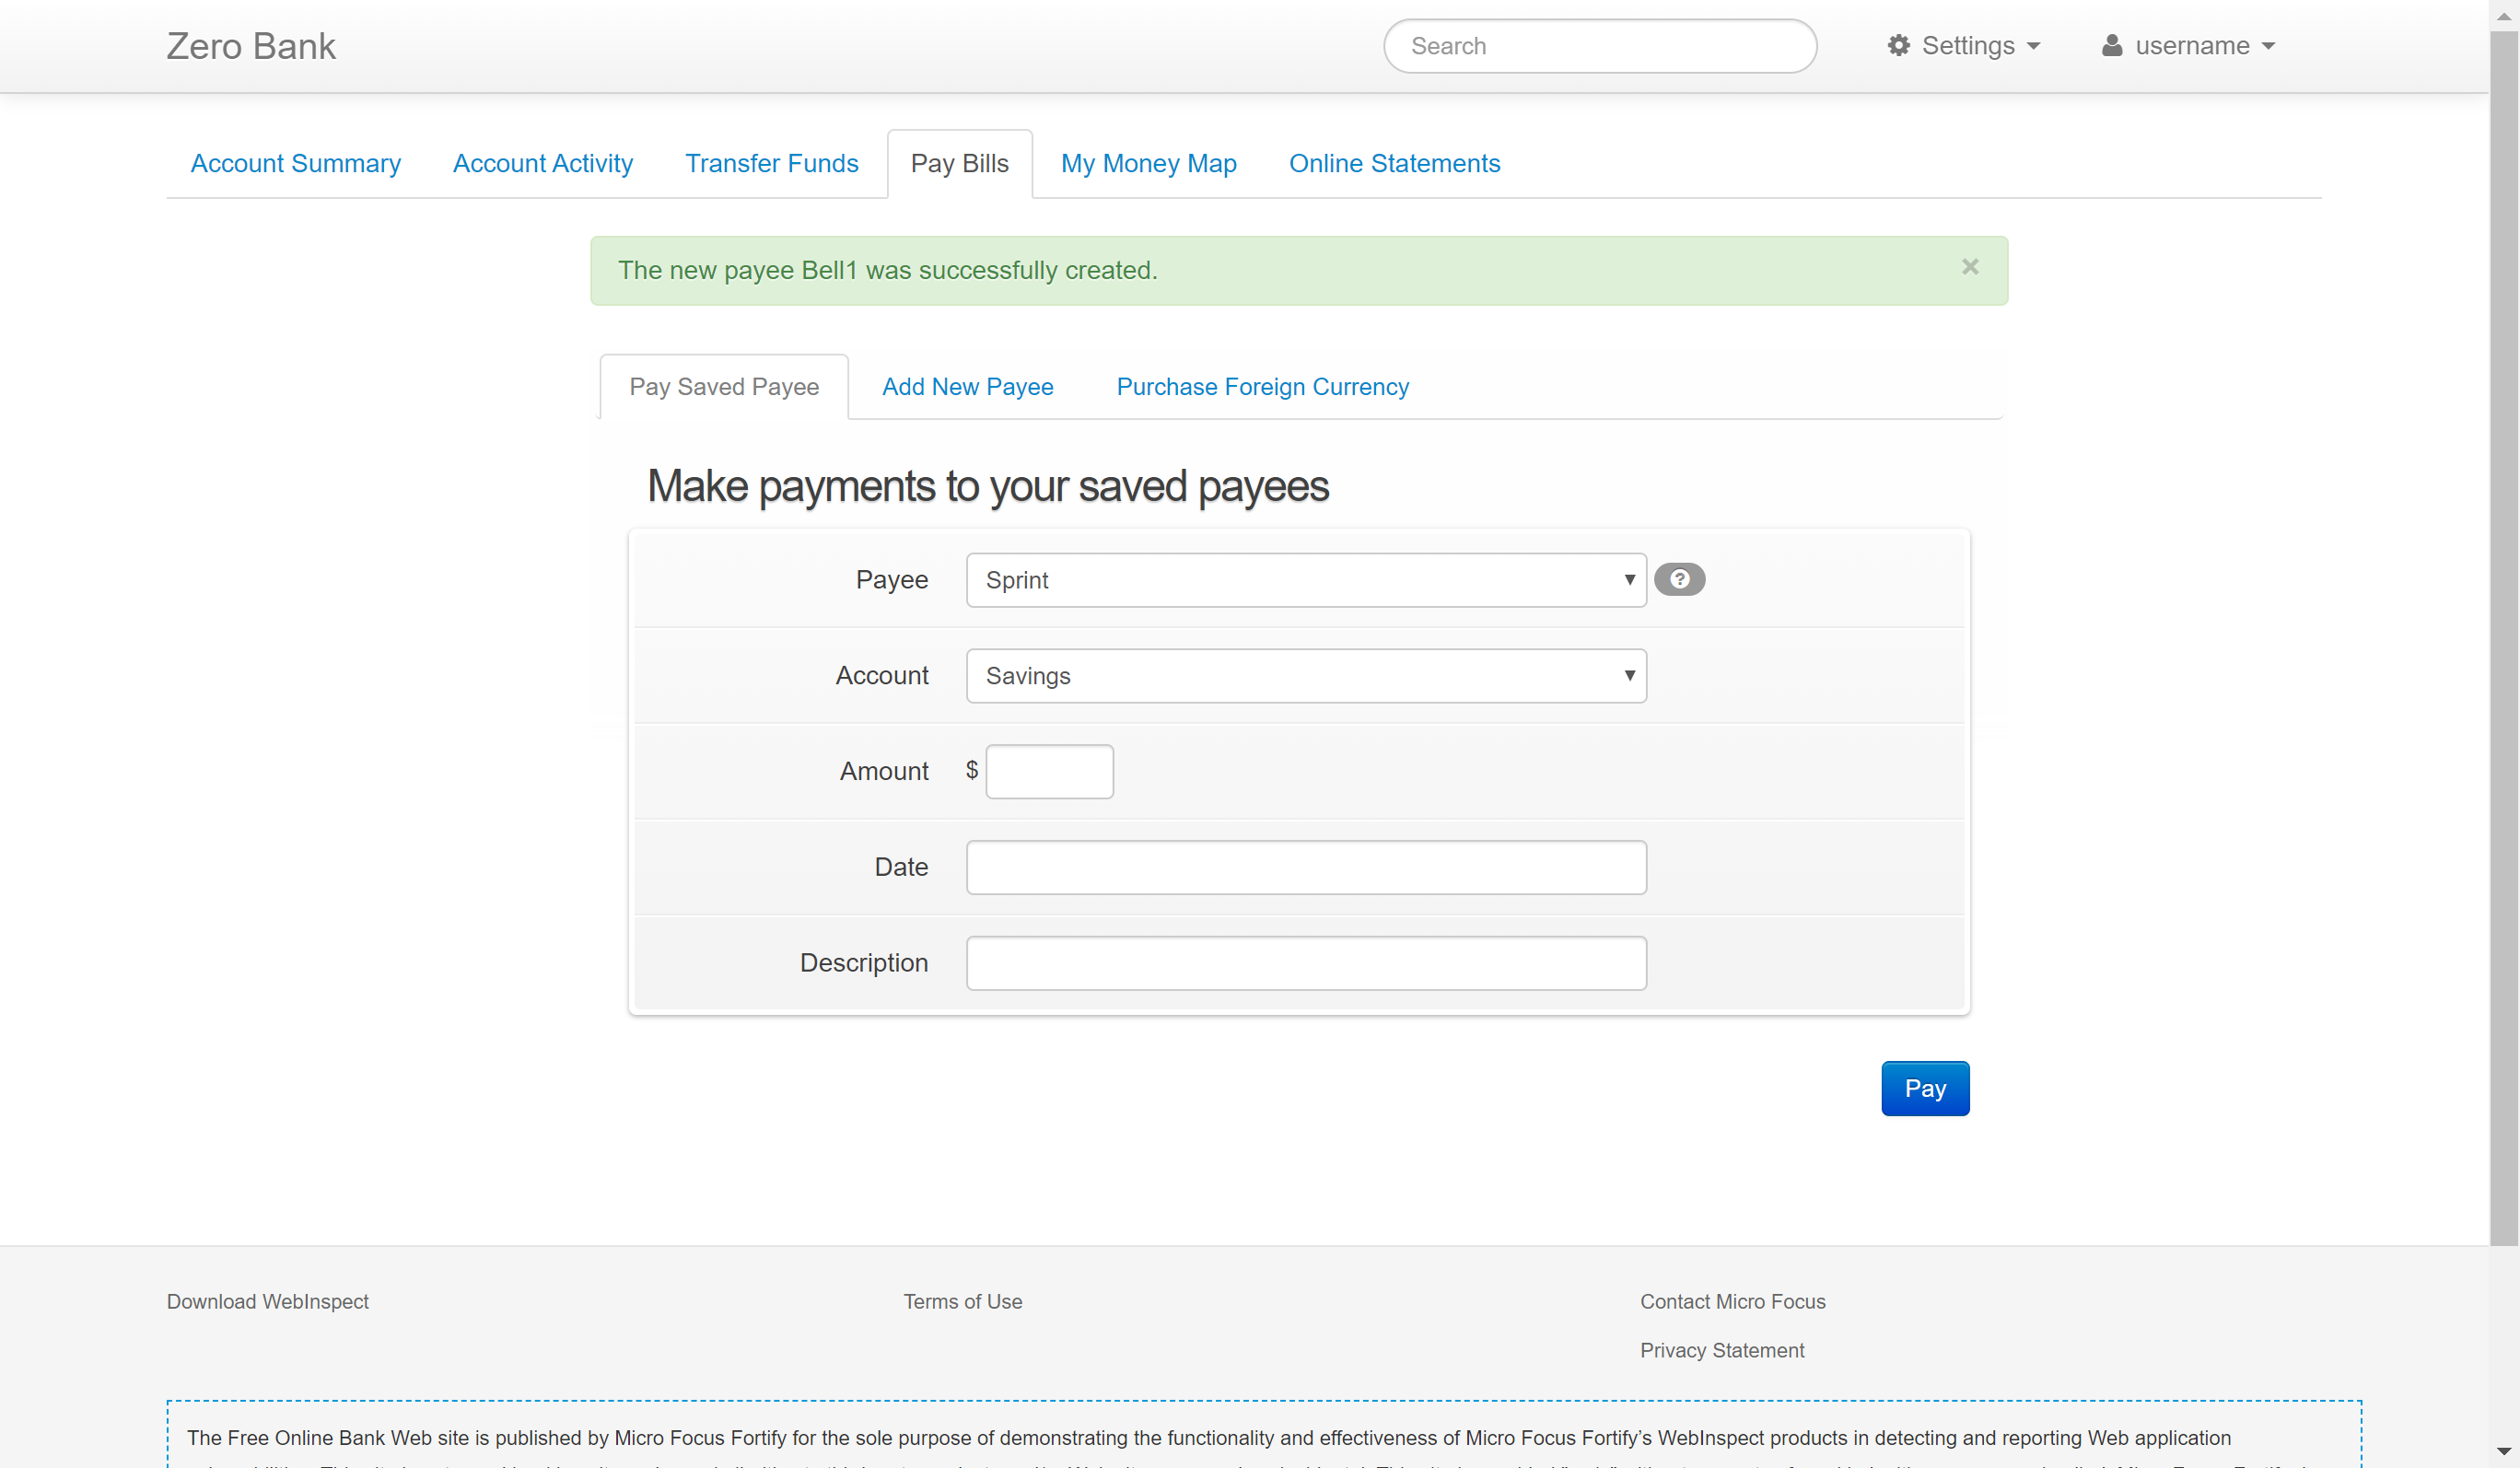 Zero Bank
Search
Settings
username
Account Summary
Account Activity
Transfer Funds
Pay Bills
My Money Map
Online Statements
The new payee Bell1 was successfully created.
×
Pay Saved Payee
Add New Payee
Purchase Foreign Currency
Make payments to your saved payees
Payee
Sprint
?
Account
Savings
Amount
$
Date
Description
Pay
Download WebInspect
Terms of Use
Contact Micro Focus
Privacy Statement
The Free Online Bank Web site is published by Micro Focus Fortify for the sole purpose of demonstrating the functionality and effectiveness of Micro Focus Fortify’s WebInspect products in detecting and reporting Web application